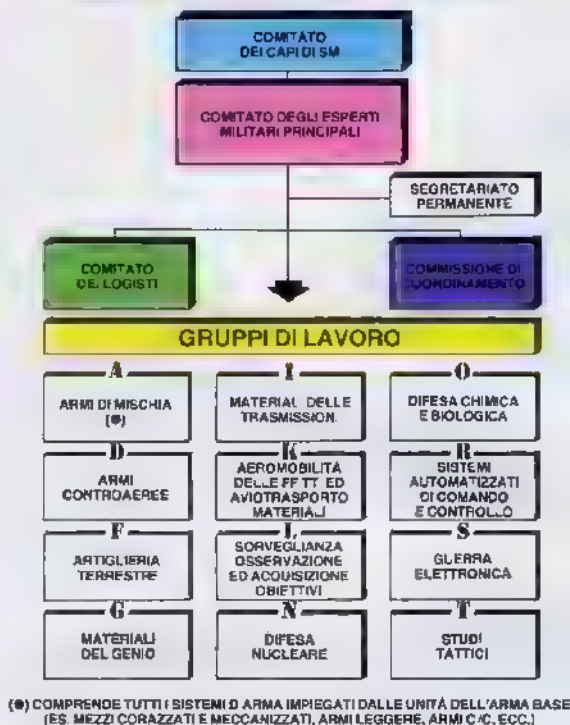 COMITATO
DEI CAPI DI SM
COMITATO DEGLI ESPERTI
MILITARI PRINCIPALI
SEGRETARIATO
PERMANENTE
COMITATO
DEI LOGISTI
COMMISSIONE DI
COORDINAMENTO
GRUPPI DI LAVORO
A
ARMI DI MISCHIA
(●)
D
ARMI
CONTROAEREE
F
ARTIGLIERIA
TERRESTRE
G
MATERIALI
DEL GENIO
I
MATERIAL DELLE
TRASMISSION
K
AEROMOBILITÀ
DELLE FF TT ED
AVIOTRASPORTO
MATERIALI
L
SORVEGLIANZA
OSSERVAZIONE
ED ACQUISIZIONE
OBIETTIVI
N
DIFESA
NUCLEARE
O
DIFESA CHIMICA
E BIOLOGICA
R
SISTEMI
AUTOMATIZZATI
DI COMANDO
E CONTROLLO
S
GUERRA
ELETTRONICA
T
STUDI
TATTICI
(●) COMPRENDE TUTTI I SISTEMI D'ARMA IMPIEGATI DALLE UNITÀ DELL'ARMA BASE
(ES. MEZZI CORAZZATI E MECCANIZZATI, ARMI LEGGERE, ARMI C/C, ECC.)